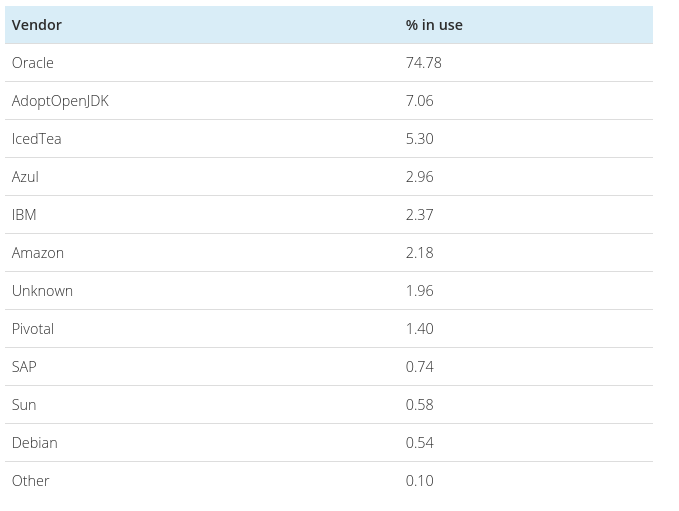 Vendor % in use
Oracle 74.78
AdoptOpenJDK 7.06
IcedTea 5.30
Azul 2.96
IBM 2.37
Amazon 2.18
Unknown 1.96
Pivotal 1.40
SAP 0.74
Sun 0.58
Debian 0.54
Other 0.10